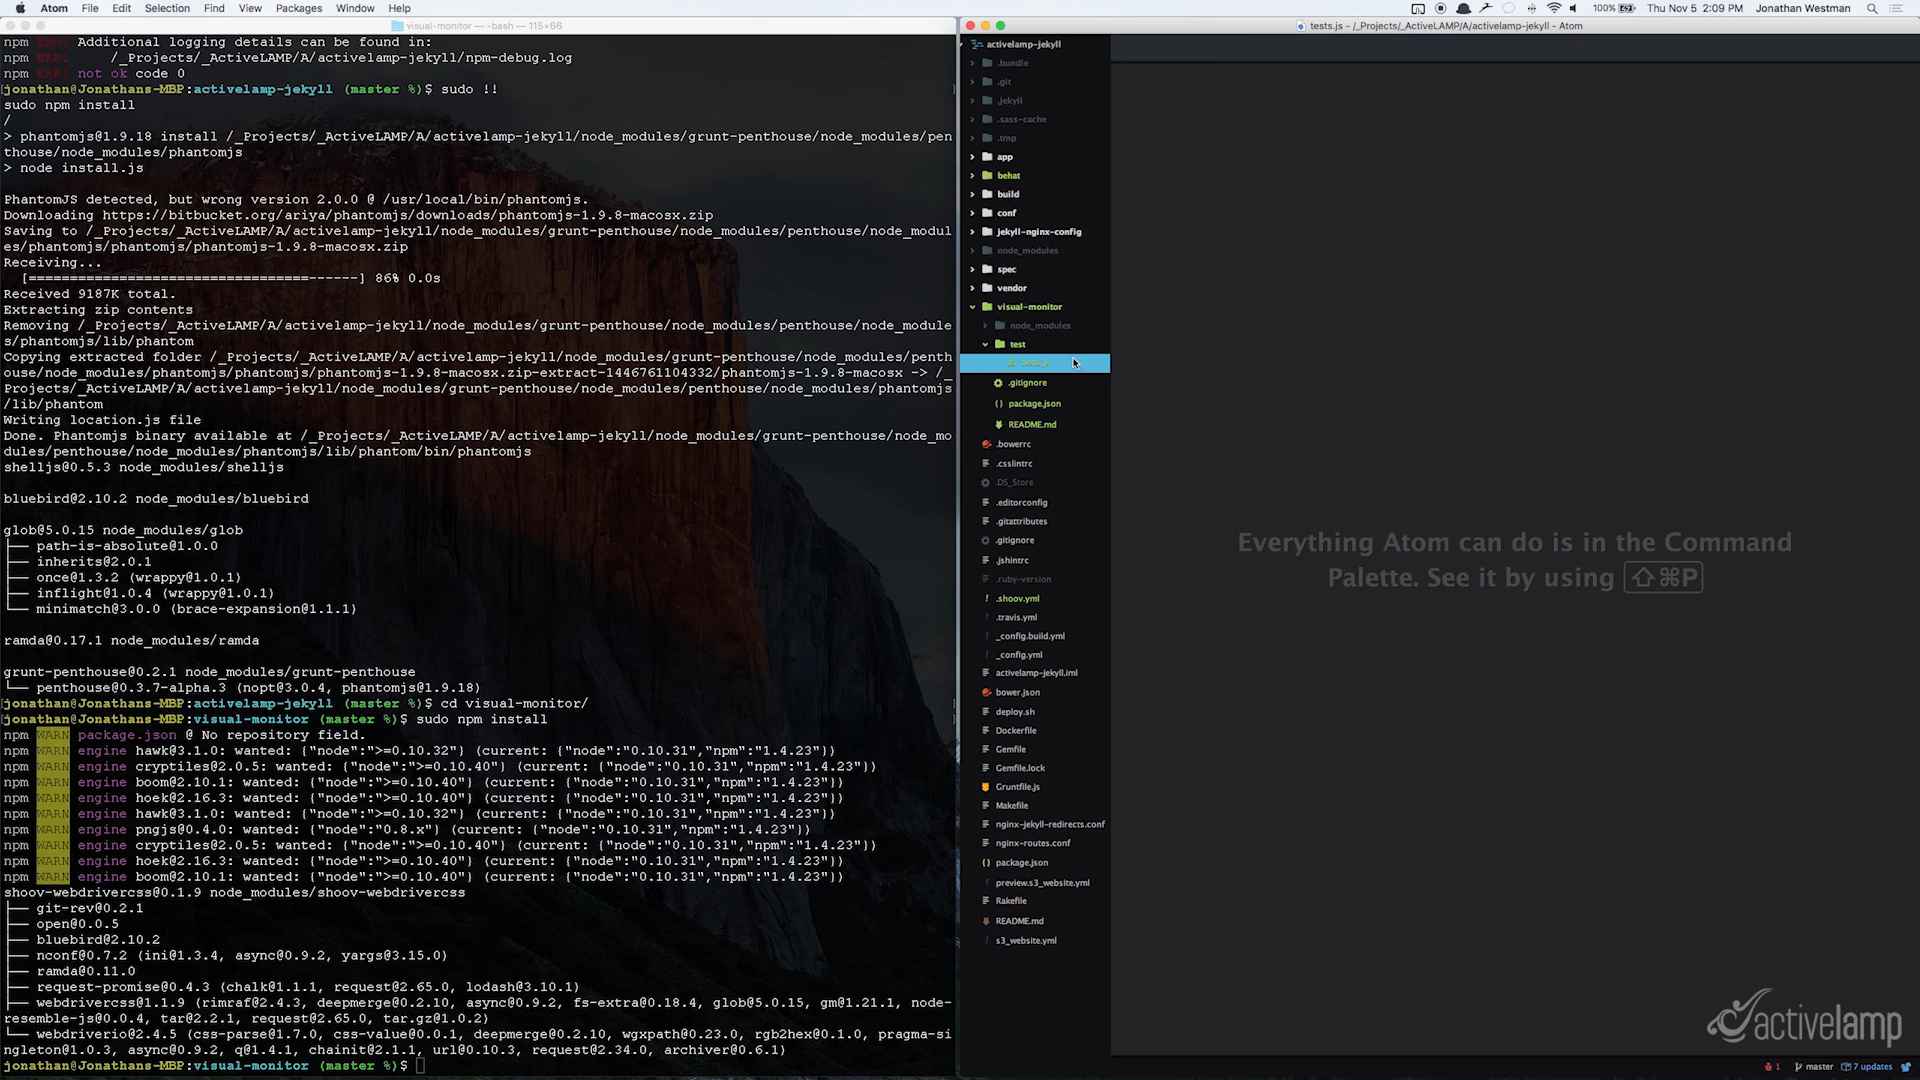 Atom File Edit Selection Find View Packages Window Help
100% Thu Nov 5 2:09 PM Jonathan Westman
visual-monitor — -bash — 115×66
npm ERR! Additional logging details can be found in:
npm ERR! /_Projects/_ActiveLAMP/A/activelamp-jekyll/npm-debug.log
npm ERR! not ok code 0
jonathan@Jonathans-MBP:activelamp-jekyll (master %)$ sudo !!
sudo npm install
/
> phantomjs@1.9.18 install /_Projects/_ActiveLAMP/A/activelamp-jekyll/node_modules/grunt-penthouse/node_modules/pen
thouse/node_modules/phantomjs
> node install.js
PhantomJS detected, but wrong version 2.0.0 @ /usr/local/bin/phantomjs.
Downloading https://bitbucket.org/ariya/phantomjs/downloads/phantomjs-1.9.8-macosx.zip
Saving to /_Projects/_ActiveLAMP/A/activelamp-jekyll/node_modules/grunt-penthouse/node_modules/penthouse/node_modul
es/phantomjs/phantomjs/phantomjs-1.9.8-macosx.zip
Receiving...
[===================================------] 86% 0.0s
Received 9187K total.
Extracting zip contents
Removing /_Projects/_ActiveLAMP/A/activelamp-jekyll/node_modules/grunt-penthouse/node_modules/penthouse/node_module
s/phantomjs/lib/phantom
Copying extracted folder /_Projects/_ActiveLAMP/A/activelamp-jekyll/node_modules/grunt-penthouse/node_modules/penth
ouse/node_modules/phantomjs/phantomjs/phantomjs-1.9.8-macosx.zip-extract-1446761104332/phantomjs-1.9.8-macosx -> /_
Projects/_ActiveLAMP/A/activelamp-jekyll/node_modules/grunt-penthouse/node_modules/penthouse/node_modules/phantomjs
/lib/phantom
Writing location.js file
Done. Phantomjs binary available at /_Projects/_ActiveLAMP/A/activelamp-jekyll/node_modules/grunt-penthouse/node_mo
dules/penthouse/node_modules/phantomjs/lib/phantom/bin/phantomjs
shelljs@0.5.3 node_modules/shelljs
bluebird@2.10.2 node_modules/bluebird
glob@5.0.15 node_modules/glob
├── path-is-absolute@1.0.0
├── inherits@2.0.1
├── once@1.3.2 (wrappy@1.0.1)
├── inflight@1.0.4 (wrappy@1.0.1)
└── minimatch@3.0.0 (brace-expansion@1.1.1)
ramda@0.17.1 node_modules/ramda
grunt-penthouse@0.2.1 node_modules/grunt-penthouse
└── penthouse@0.3.7-alpha.3 (nopt@3.0.4, phantomjs@1.9.18)
jonathan@Jonathans-MBP:activelamp-jekyll (master %)$ cd visual-monitor/
jonathan@Jonathans-MBP:visual-monitor (master %)$ sudo npm install
npm WARN package.json @ No repository field.
npm WARN engine hawk@3.1.0: wanted: {"node":">=0.10.32"} (current: {"node":"0.10.31","npm":"1.4.23"})
npm WARN engine cryptiles@2.0.5: wanted: {"node":">=0.10.40"} (current: {"node":"0.10.31","npm":"1.4.23"})
npm WARN engine boom@2.10.1: wanted: {"node":">=0.10.40"} (current: {"node":"0.10.31","npm":"1.4.23"})
npm WARN engine hoek@2.16.3: wanted: {"node":">=0.10.40"} (current: {"node":"0.10.31","npm":"1.4.23"})
npm WARN engine hawk@3.1.0: wanted: {"node":">=0.10.32"} (current: {"node":"0.10.31","npm":"1.4.23"})
npm WARN engine pngjs@0.4.0: wanted: {"node":"0.8.x"} (current: {"node":"0.10.31","npm":"1.4.23"})
npm WARN engine cryptiles@2.0.5: wanted: {"node":">=0.10.40"} (current: {"node":"0.10.31","npm":"1.4.23"})
npm WARN engine hoek@2.16.3: wanted: {"node":">=0.10.40"} (current: {"node":"0.10.31","npm":"1.4.23"})
npm WARN engine boom@2.10.1: wanted: {"node":">=0.10.40"} (current: {"node":"0.10.31","npm":"1.4.23"})
shoov-webdrivercss@0.1.9 node_modules/shoov-webdrivercss
├── git-rev@0.2.1
├── open@0.0.5
├── bluebird@2.10.2
├── nconf@0.7.2 (ini@1.3.4, async@0.9.2, yargs@3.15.0)
├── ramda@0.11.0
├── request-promise@0.4.3 (chalk@1.1.1, request@2.65.0, lodash@3.10.1)
├── webdrivercss@1.1.9 (rimraf@2.4.3, deepmerge@0.2.10, async@0.9.2, fs-extra@0.18.4, glob@5.0.15, gm@1.21.1, node-
resemble-js@0.0.4, tar@2.2.1, request@2.65.0, tar.gz@1.0.2)
└── webdriverio@2.4.5 (css-parse@1.7.0, css-value@0.0.1, deepmerge@0.2.10, wgxpath@0.23.0, rgb2hex@0.1.0, pragma-si
ngleton@1.0.3, async@0.9.2, q@1.4.1, chainit@2.1.1, url@0.10.3, request@2.34.0, archiver@0.6.1)
jonathan@Jonathans-MBP:visual-monitor (master %)$
tests.js - /_Projects/_ActiveLAMP/A/activelamp-jekyll - Atom
activelamp-jekyll
.bundle
.git
.jekyll
.sass-cache
.tmp
app
behat
build
conf
jekyll-nginx-config
node_modules
spec
vendor
visual-monitor
node_modules
test
.gitignore
package.json
README.md
.bowerrc
.csslintrc
.DS_Store
.editorconfig
.gitattributes
.gitignore
.jshintrc
.ruby-version
.shoov.yml
.travis.yml
_config.build.yml
_config.yml
activelamp-jekyll.iml
bower.json
deploy.sh
Dockerfile
Gemfile
Gemfile.lock
Gruntfile.js
Makefile
nginx-jekyll-redirects.conf
nginx-routes.conf
package.json
preview.s3_website.yml
Rakefile
README.md
s3_website.yml
Everything Atom can do is in the Command
Palette. See it by using ⇧⌘P
activelamp
1 master 7 updates